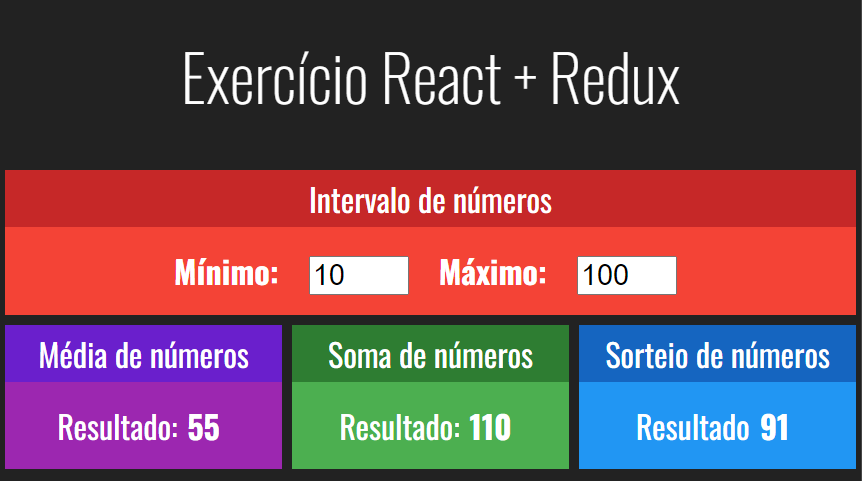 Exercício React + Redux
Intervalo de números
Mínimo: 10 Máximo: 100
Média de números
Resultado: 55
Soma de números
Resultado: 110
Sorteio de números
Resultado 91